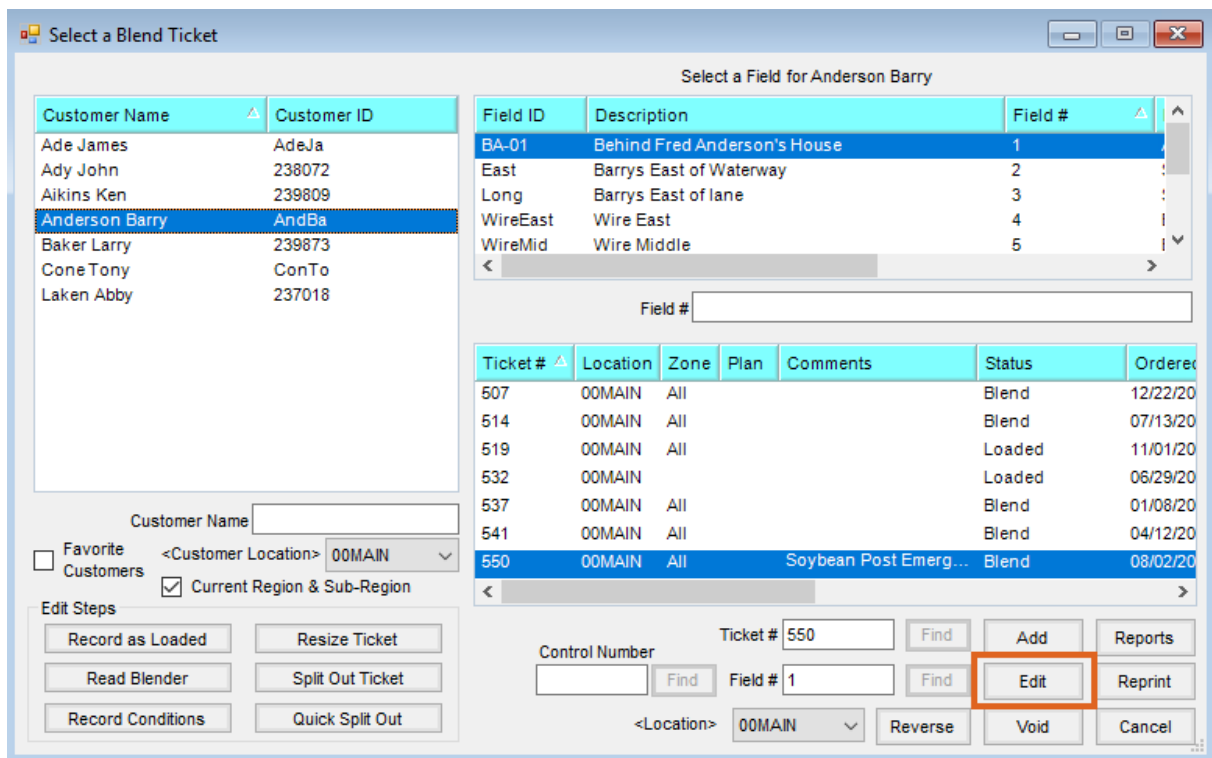 Select a Blend Ticket
Select a Field for Anderson Barry
Customer Name Customer ID
Ade James AdeJa
Ady John 238072
Aikins Ken 239809
Anderson Barry AndBa
Baker Larry 239873
Cone Tony ConTo
Laken Abby 237018
Field ID Description Field #
BA-01 Behind Fred Anderson's House 1
East Barrys East of Waterway 2
Long Barrys East of lane 3
WireEast Wire East 4
WireMid Wire Middle 5
Field #
Ticket # Location Zone Plan Comments Status Ordered
507 00MAIN All Blend 12/22/20
514 00MAIN All Blend 07/13/20
519 00MAIN All Loaded 11/01/20
532 00MAIN Loaded 06/29/20
537 00MAIN All Blend 01/08/20
541 00MAIN All Blend 04/12/20
550 00MAIN All Soybean Post Emerg... Blend 08/02/20
Customer Name
Favorite Customers
<Customer Location> 00MAIN
Current Region & Sub-Region
Edit Steps
Record as Loaded Resize Ticket
Read Blender Split Out Ticket
Record Conditions Quick Split Out
Control Number
Find
Ticket # 550 Find Add Reports
Field # 1 Find Edit Reprint
<Location> 00MAIN Reverse Void Cancel